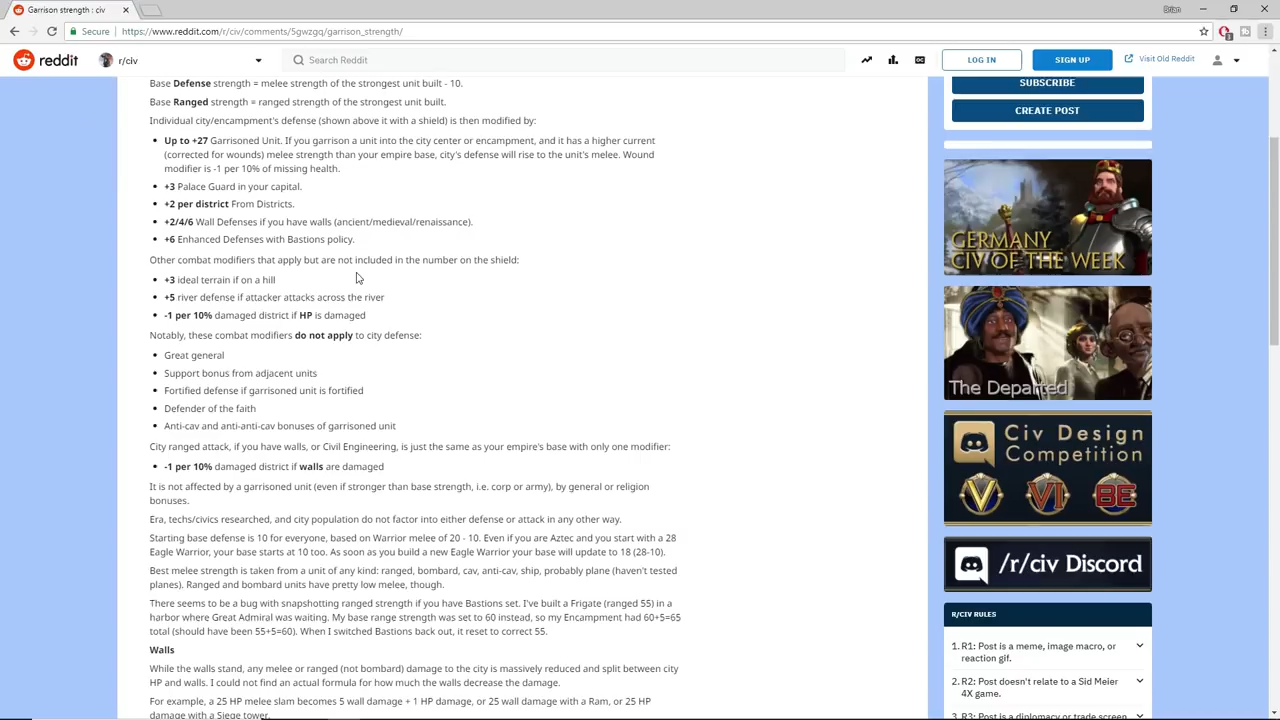 Garrison strength : civ
Brian
Secure
https://www.reddit.com/r/civ/comments/5gwzgq/garrison_strength/
reddit
r/civ
Search Reddit
LOG IN
SIGN UP
Visit Old Reddit
Base Defense strength = melee strength of the strongest unit built - 10.
Base Ranged strength = ranged strength of the strongest unit built.
Individual city/encampment's defense (you see it with a shield) is then modified by:
Up to +27 Garrisoned Unit. If you garrison a unit into the city center or encampment, and it has a higher current
(corrected for wounds) melee strength than your empire base, city's defense will rise to the unit's melee. Wound
modifier is -1 per 10% of missing health.
+3 Palace Guard in your capital.
+2 per district From Districts.
+2/4/6 Wall Defenses if you have walls (ancient/medieval/renaissance).
+6 Enhanced Defenses with Bastions policy.
Other combat modifiers that apply but are not included in the number on the shield:
+3 ideal terrain if on a hill
+5 river defense if attacker attacks across the river
-1 per 10% damaged district if HP is damaged
Notably, these combat modifiers do not apply to city defense:
Great general
Support bonus from adjacent units
Fortified defense if garrisoned unit is fortified
Defender of the faith
Anti-cav and anti-anti-cav bonuses of garrisoned unit
City ranged attack, if you have walls, or Civil Engineering, is just the same as your empire's base with only one modifier:
-1 per 10% damaged district if walls are damaged
It is not affected by a garrisoned unit (even if stronger than base strength, i.e. corp or army), by general or religion
bonuses.
Era, techs/civics researched, and city population do not factor into either defense or attack in any other way.
Starting base defense is 10 for everyone, based on Warrior melee of 20 - 10. Even if you are Aztec and you start with a 28
Eagle Warrior, your base starts at 10 too. As soon as you build a new Eagle Warrior your base will update to 18 (28-10).
Best melee strength is taken from a unit of any kind: ranged, bombard, cav, anti-cav, ship, probably plane (haven't tested
planes). Ranged and bombard units have pretty low melee, though.
There seems to be a bug with snapshotting ranged strength if you have Bastions set. I've built a Frigate (ranged 55) in a
harbor where Great Admiral was waiting. My base range strength was set to 60 instead, so my Encampment had 60+5=65
total (should have been 55+5=60). When I switched Bastions back out, it reset to correct 55.
Walls
While the walls stand, any melee or ranged (not bombard) damage to the city is massively reduced and split between city
HP and walls. I could not find an actual formula for how much the walls decrease the damage.
For example, a 25 HP melee slam becomes 5 wall damage + 1 HP damage, or 25 wall damage with a Ram, or 25 HP
damage with a Siege tower.
SUBSCRIBE
CREATE POST
GERMANY
CIV OF THE WEEK
The Departed
Civ Design
Competition
V
VI
BE
/r/civ Discord
R/CIV RULES
1. R1: Post is a meme, image macro, or
reaction gif.
2. R2: Post doesn't relate to a Sid Meier
4X game.
3. R3: Post is a diplomacy or trade screen